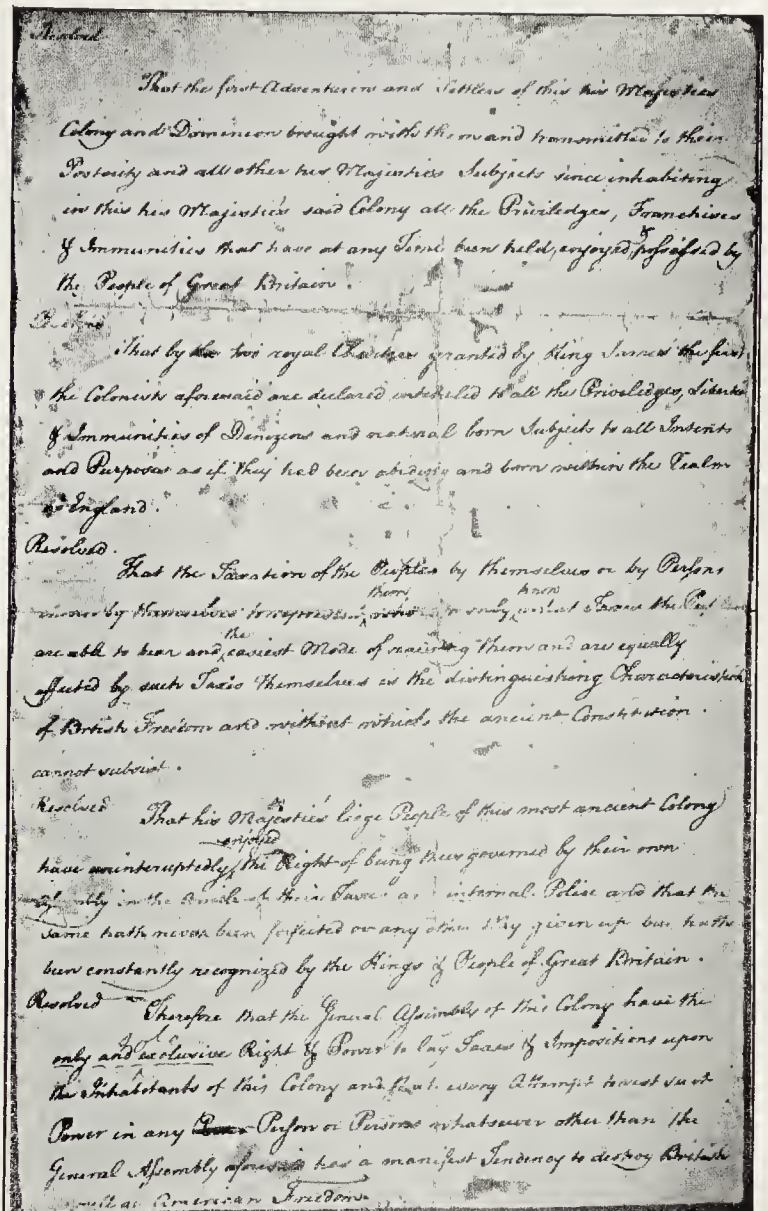 Resolved
That the first Adventurers and Settlers of this his Majesties
Colony and Dominion brought with them and transmitted to their
Posterity and all other his Majesties Subjects since inhabiting
in this his Majestie's said Colony all the Priviledges, Franchises
& Immunities that have at any Time been held, enjoyed, & possessed by
the People of Great Britain.
Resolved
That by the two royal Charters granted by King James the first
the Colonists aforesaid are declared intituled to all the Priviledges, Liberties
& Immunities of Denizens and natural born Subjects to all Intents
and Purposes as if they had been abiding and born within the Realm
of England.
Resolved.
That the Taxation of the People by themselves or by Persons
chosen by themselves to represent them who can only know what Taxes the People
are able to bear and the easiest Mode of raising them and are equally
affected by such Taxes themselves is the distinguishing Characteristick
of British Freedom and without which the ancient Constitution
cannot subsist.
Resolved
That his Majestie's liege People of this most ancient Colony
have uninteruptedly enjoyed the Right of being thus governed by their own
Assembly in the Article of their Taxes and internal Police and that the
same hath never been forfeited or any other Way given up but hath
been constantly recognized by the Kings & People of Great Britain.
Resolved
Therefore that the General Assembly of this Colony have the
only and exclusive Right & Power to lay Taxes & Impositions upon
the Inhabitants of this Colony and that every Attempt to vest such
Power in any Person or Persons whatsoever other than the
General Assembly aforesaid has a manifest Tendency to destroy British
as well as American Freedom.